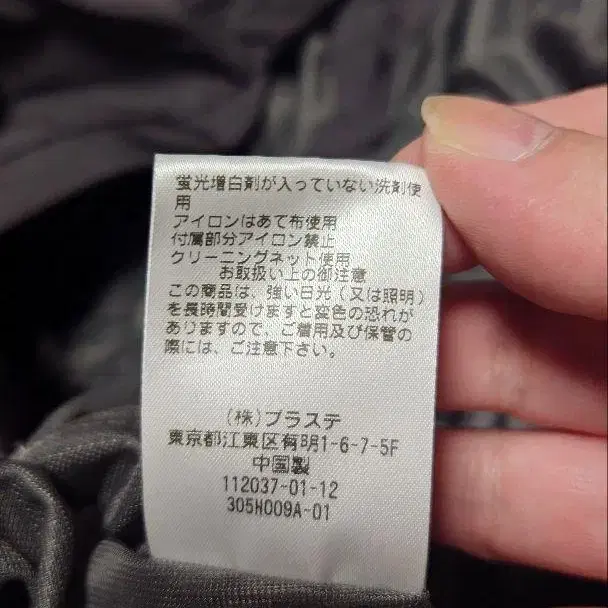 蛍光増白剤が入っていない洗剤使
用
アイロンはあて布使用
付属部分アイロン禁止
クリーニングネット使用
お取扱い上の御注意
この商品は、強い日光(又は照明)
を長時間受けますと変色の恐れが
ありますので、ご着用及び保管の
際には、ご注意下さい。
(株)プラステ
東京都江東区有明1-6-7-5F
中国製
112037-01-12
305H009A-01